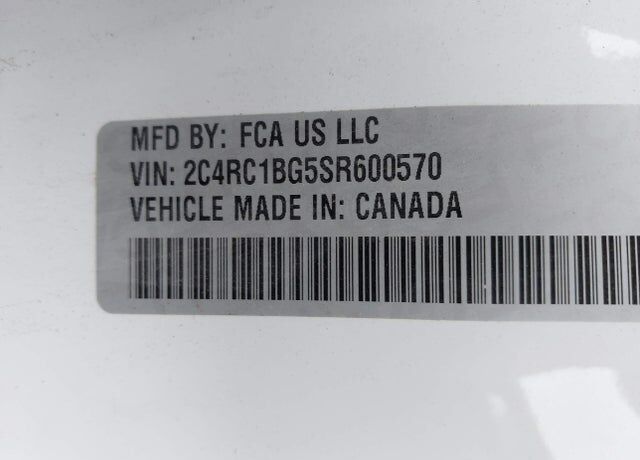 MFD BY: FCA US LLC
VIN: 2C4RC1BG5SR600570
VEHICLE MADE IN: CANADA